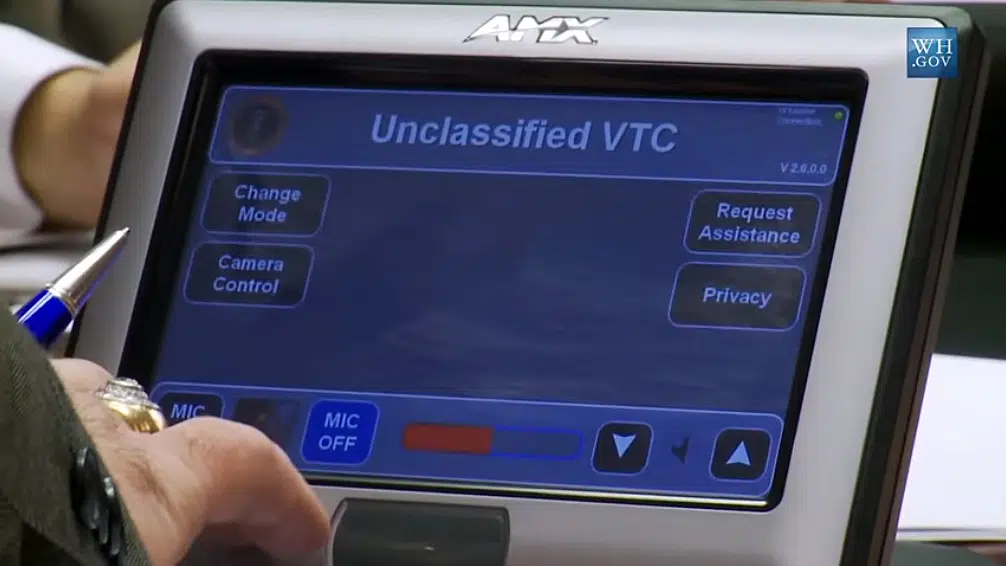 AMX
WH
.GOV
Unclassified VTC
V 2.6.0.0
Change
Mode
Request
Assistance
Camera
Control
Privacy
MIC
MIC
OFF